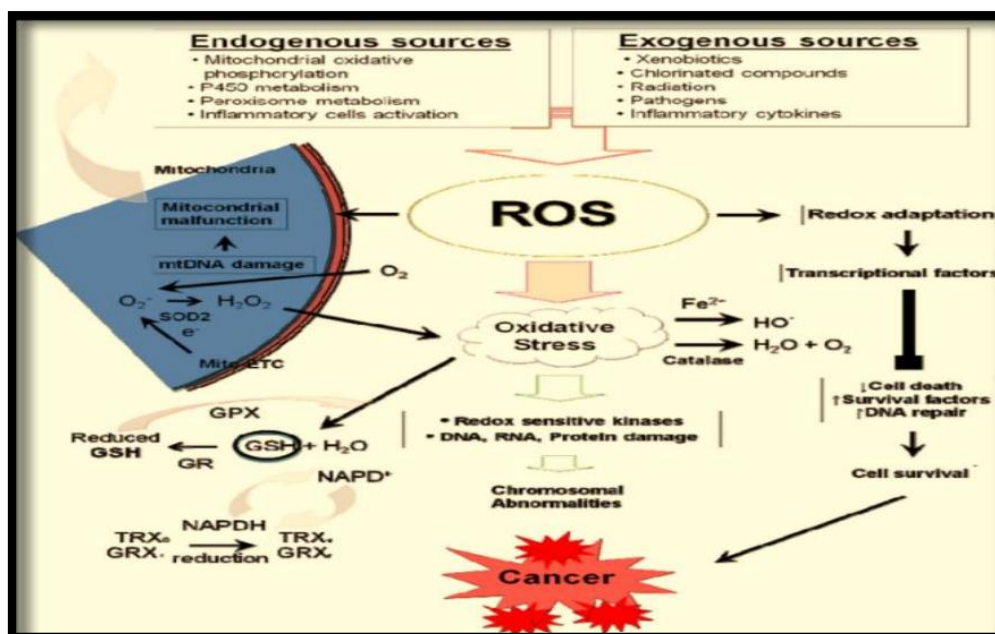 Endogenous sources
• Mitochondrial oxidative
phosphorylation
• P450 metabolism
• Peroxisome metabolism
• Inflammatory cells activation
Exogenous sources
• Xenobiotics
• Chlorinated compounds
• Radiation
• Pathogens
• Inflammatory cytokines
Mitochondria
Mitocondrial
malfunction
mtDNA damage
O₂⁻ → H₂O₂
SOD2
e⁻
Mito-ETC
O₂
ROS
Redox adaptation
Transcriptional factors
Oxidative
Stress
Fe²⁻
HO⁻
H₂O + O₂
Catalase
↓Cell death
↑Survival factors
↑DNA repair
Cell survival
GPX
Reduced
GSH
GSH + H₂O
GR
NAPD⁺
• Redox sensitive kinases
• DNA, RNA, Protein damage
Chromosomal
Abnormalities
NAPDH
reduction
TRX
GRX
TRX
GRX
Cancer